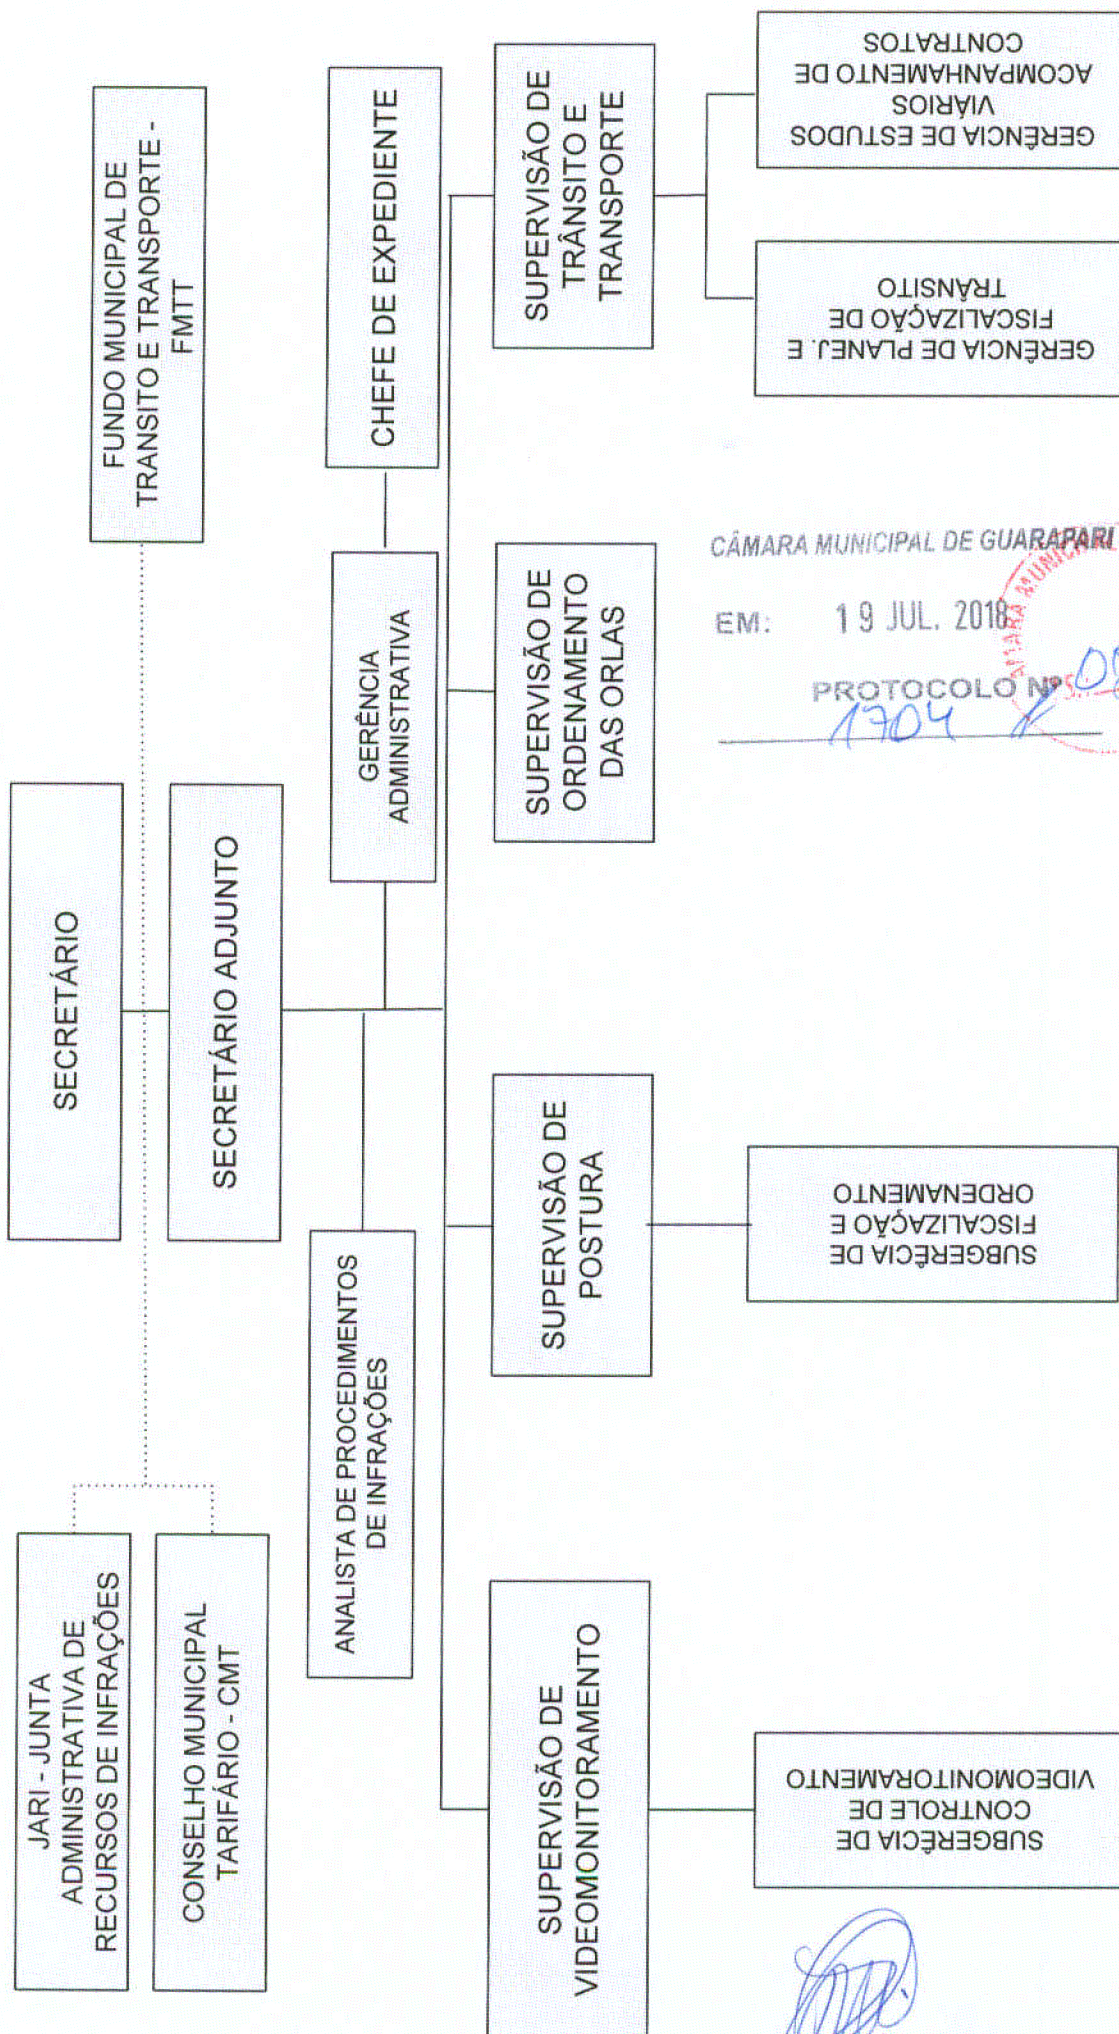 SECRETÁRIO
SECRETÁRIO ADJUNTO
JARI - JUNTA
ADMINISTRATIVA DE
RECURSOS DE INFRAÇÕES
CONSELHO MUNICIPAL
TARIFÁRIO - CMT
FUNDO MUNICIPAL DE
TRANSITO E TRANSPORTE -
FMTT
ANALISTA DE PROCEDIMENTOS
DE INFRAÇÕES
GERÊNCIA
ADMINISTRATIVA
CHEFE DE EXPEDIENTE
SUPERVISÃO DE
VIDEOMONITORAMENTO
SUPERVISÃO DE
POSTURA
SUPERVISÃO DE
ORDENAMENTO
DAS ORLAS
SUPERVISÃO DE
TRÂNSITO E
TRANSPORTE
SUBGERÊCIA DE
CONTROLE DE
VIDEOMONITORAMENTO
SUBGERÊCIA DE
FISCALIZAÇÃO E
ORDENAMENTO
GERÊNCIA DE PLANEJ. E
FISCALIZAÇÃO DE
TRÂNSITO
GERÊNCIA DE ESTUDOS
VIÁRIOS
ACOMPANHAMENTO DE
CONTRATOS
CÂMARA MUNICIPAL DE GUARAPARI
EM: 19 JUL. 2018
PROTOCOLO Nº
1704